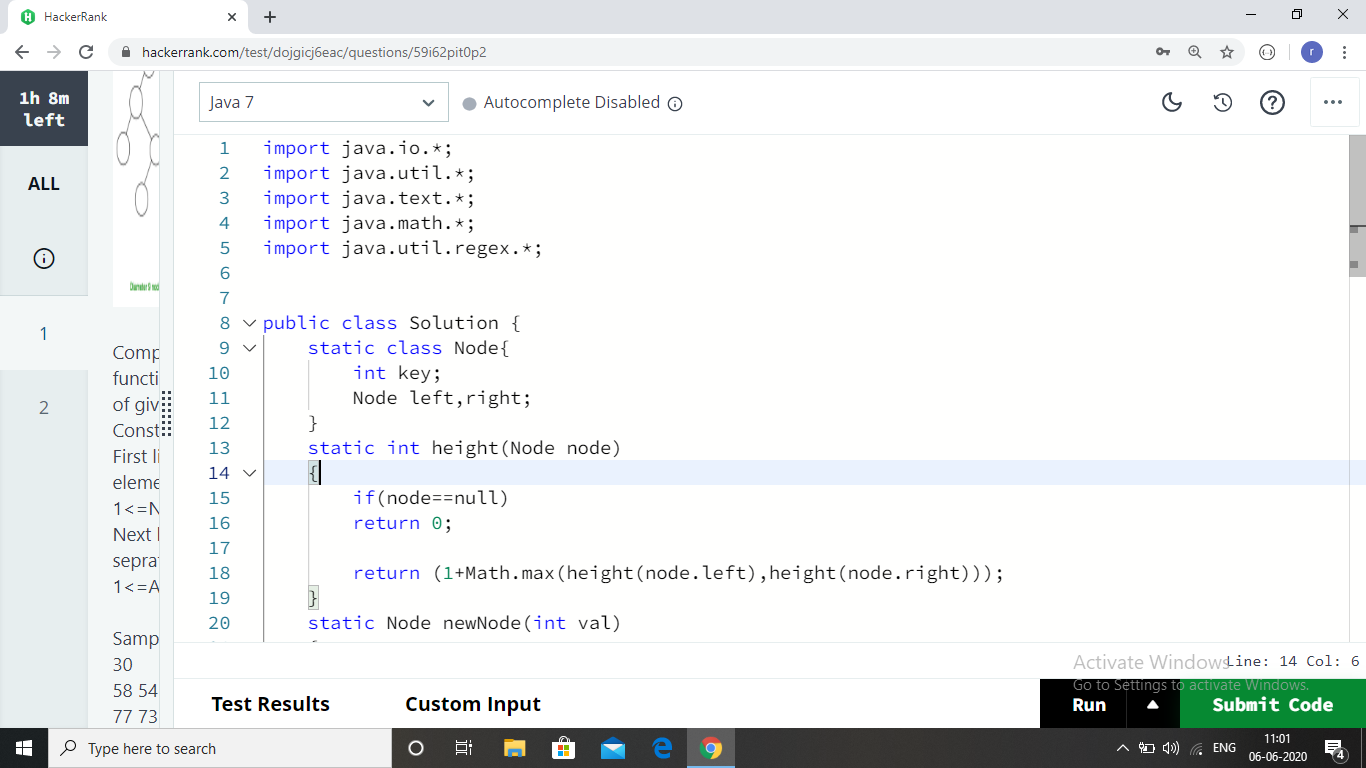 HackerRank
hackerrank.com/test/dojgicj6eac/questions/59i62pit0p2
r
1h 8m
left
ALL
1
2
Diameter 9 nod
Comp
functi
of giv
Const
First li
eleme
1<=N
Next l
seprat
1<=A
Samp
30
58 54
77 73
Java 7
Autocomplete Disabled
1 import java.io.*;
2 import java.util.*;
3 import java.text.*;
4 import java.math.*;
5 import java.util.regex.*;
6
7
8 public class Solution {
9 static class Node{
10 int key;
11 Node left,right;
12 }
13 static int height(Node node)
14 {
15 if(node==null)
16 return 0;
17
18 return (1+Math.max(height(node.left),height(node.right)));
19 }
20 static Node newNode(int val)
Activate Windows
Go to Settings to activate Windows.
Line: 14 Col: 6
Test Results
Custom Input
Run
Submit Code
Type here to search
ENG
11:01
06-06-2020
4